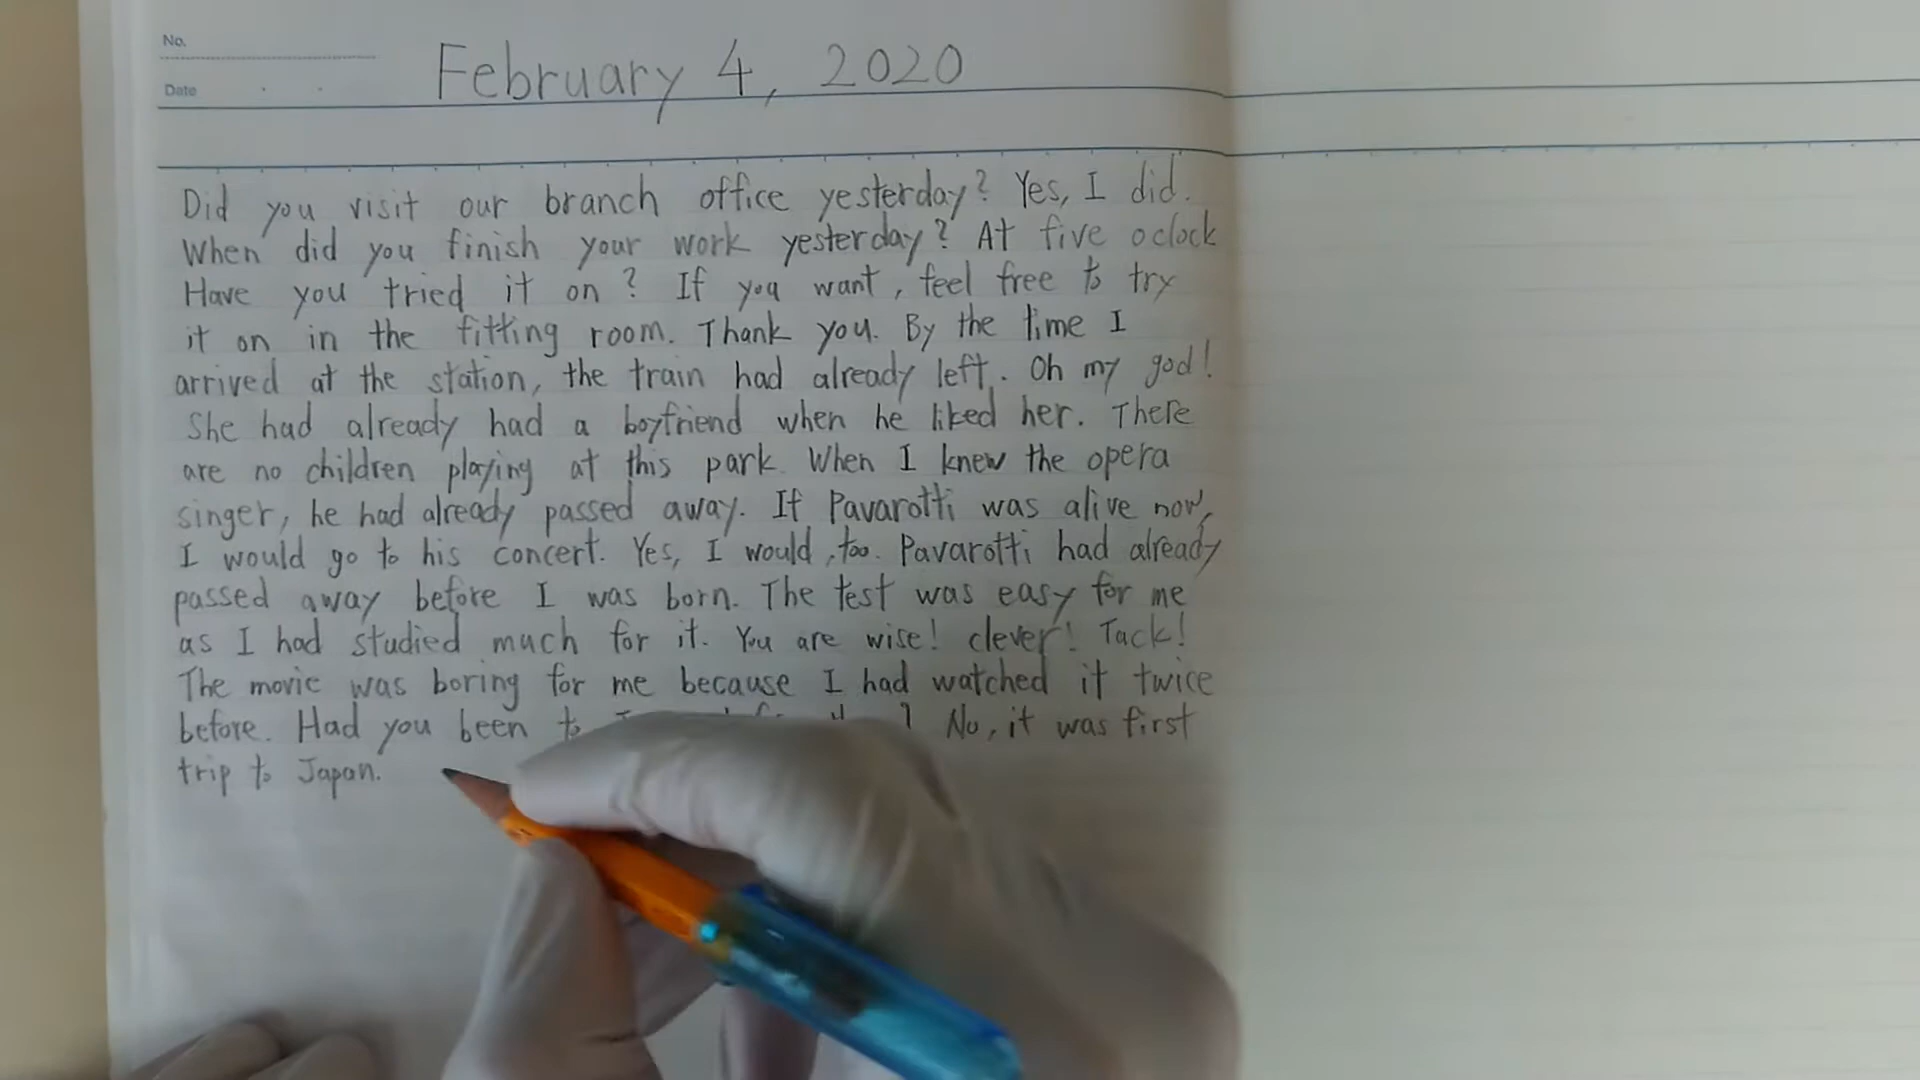 No.
Date
February 4, 2020
Did you visit our branch office yesterday? Yes, I did.
When did you finish your work yesterday? At five oclock
Have you tried it on? If you want, feel free to try
it on in the fitting room. Thank you. By the time I
arrived at the station, the train had already left. Oh my god!
She had already had a boyfriend when he liked her. There
are no children playing at this park. When I knew the opera
singer, he had already passed away. If Pavarotti was alive now,
I would go to his concert. Yes, I would, too. Pavarotti had already
passed away before I was born. The test was easy for me
as I had studied much for it. You are wise! clever! Tack!
The movie was boring for me because I had watched it twice
before. Had you been to ? No, it was first
trip to Japan.